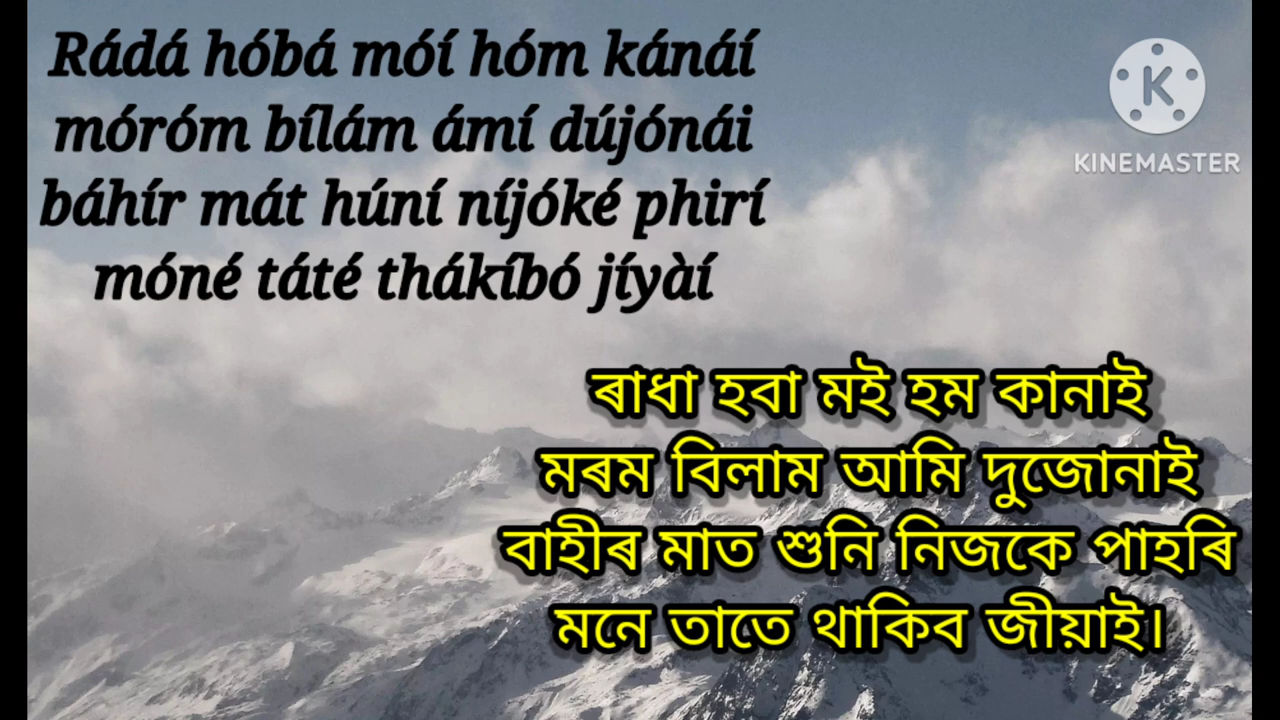 Rádá hóbá móí hóm kánáí
móróm bílám ámí dújónái
báhír mát húní níjóké phirí
móné táté thákíbó jíyàí
K
KINEMASTER
ৰাধা হবা মই হম কানাই
মৰম বিলাম আমি দুজোনাই
বাহীৰ মাত শুনি নিজকে পাহৰি
মনে তাতে থাকিব জীয়াই।